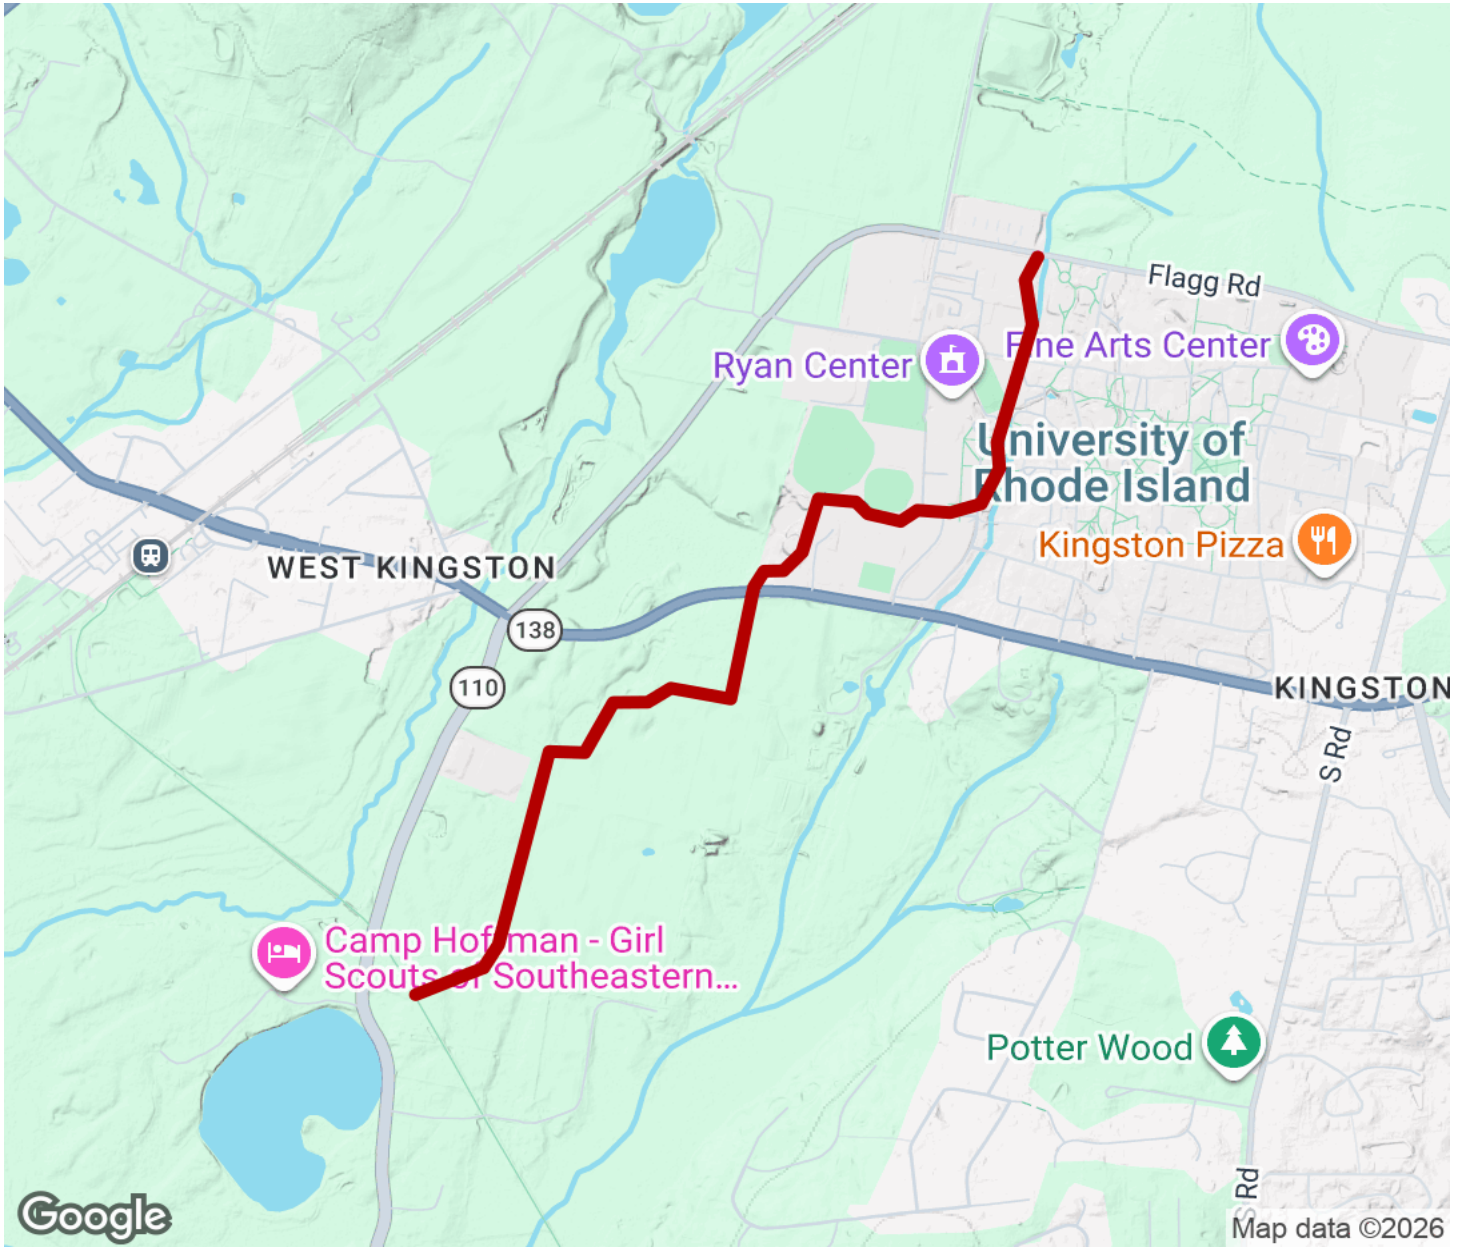 Flagg Rd
Fine Arts Center
Ryan Center
University of
Rhode Island
Kingston Pizza
WEST KINGSTON
138
110
KINGSTON
S Rd
Camp Hoffman - Girl
Scouts of Southeastern...
Potter Wood
S Rd
Google
Map data ©2026